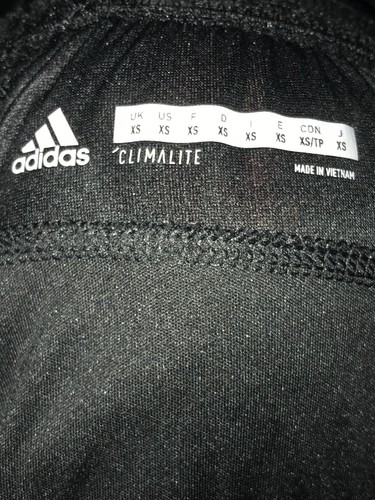 adidas
UK US F D I E CDN J
XS XS XS XS XS XS XS/TP XS
CLIMALITE
MADE IN VIETNAM